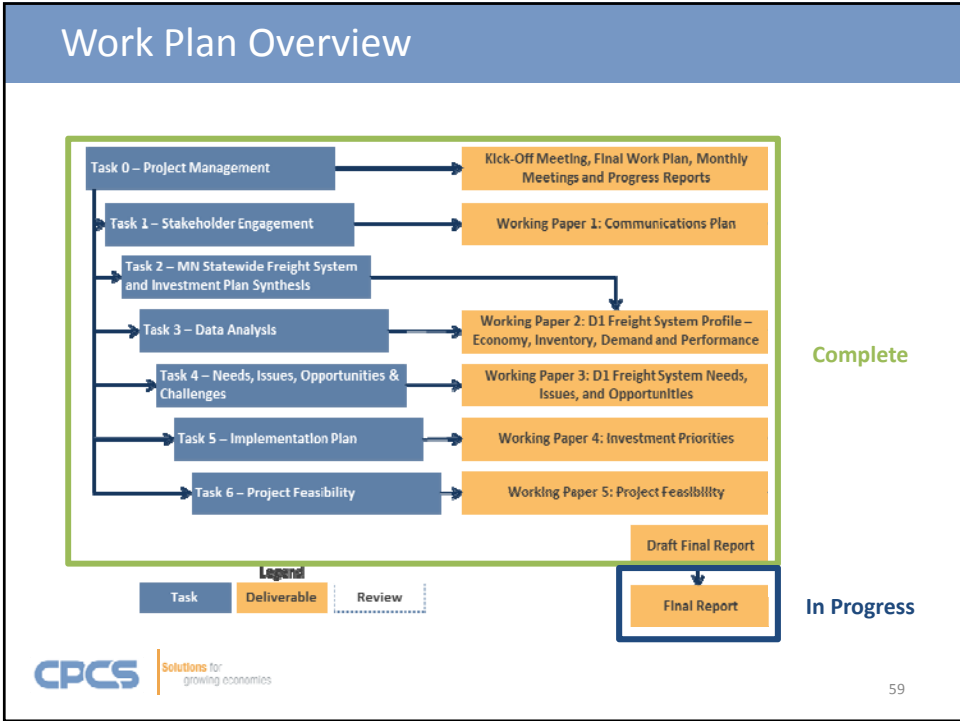 Work Plan Overview
Task 0 – Project Management
Kick-Off Meeting, Final Work Plan, Monthly
Meetings and Progress Reports
Task 1 – Stakeholder Engagement
Working Paper 1: Communications Plan
Task 2 – MN Statewide Freight System
and Investment Plan Synthesis
Task 3 – Data Analysis
Working Paper 2: D1 Freight System Profile –
Economy, Inventory, Demand and Performance
Complete
Task 4 – Needs, Issues, Opportunities &
Challenges
Working Paper 3: D1 Freight System Needs,
Issues, and Opportunities
Task 5 – Implementation Plan
Working Paper 4: Investment Priorities
Task 6 – Project Feasibility
Working Paper 5: Project Feasibility
Draft Final Report
Legend
Task
Deliverable
Review
Final Report
In Progress
CPCS
Solutions for
growing economies
59